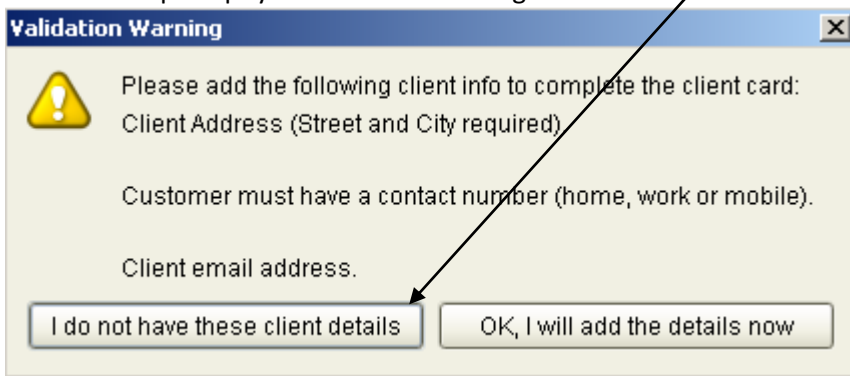 Validation Warning
Please add the following client info to complete the client card:
Client Address (Street and City required)
Customer must have a contact number (home, work or mobile).
Client email address.
I do not have these client details
OK, I will add the details now